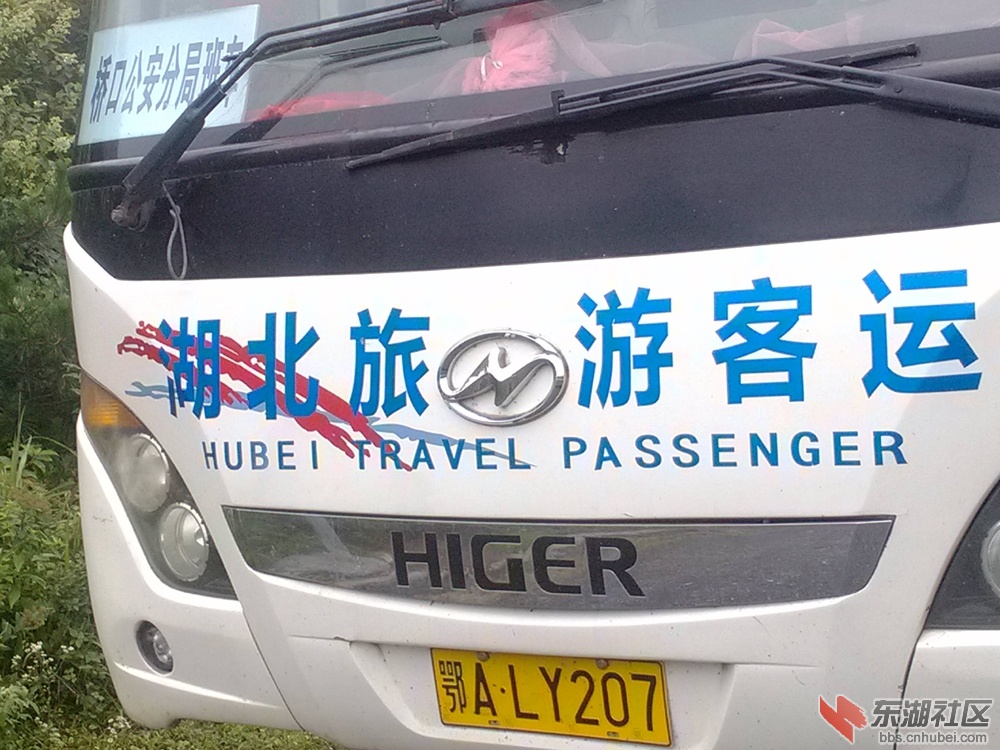 桥口公安分局班车
湖北旅游客运
HUBEI TRAVEL PASSENGER
HIGER
鄂A·LY207
东湖社区
bbs.cnhubei.com